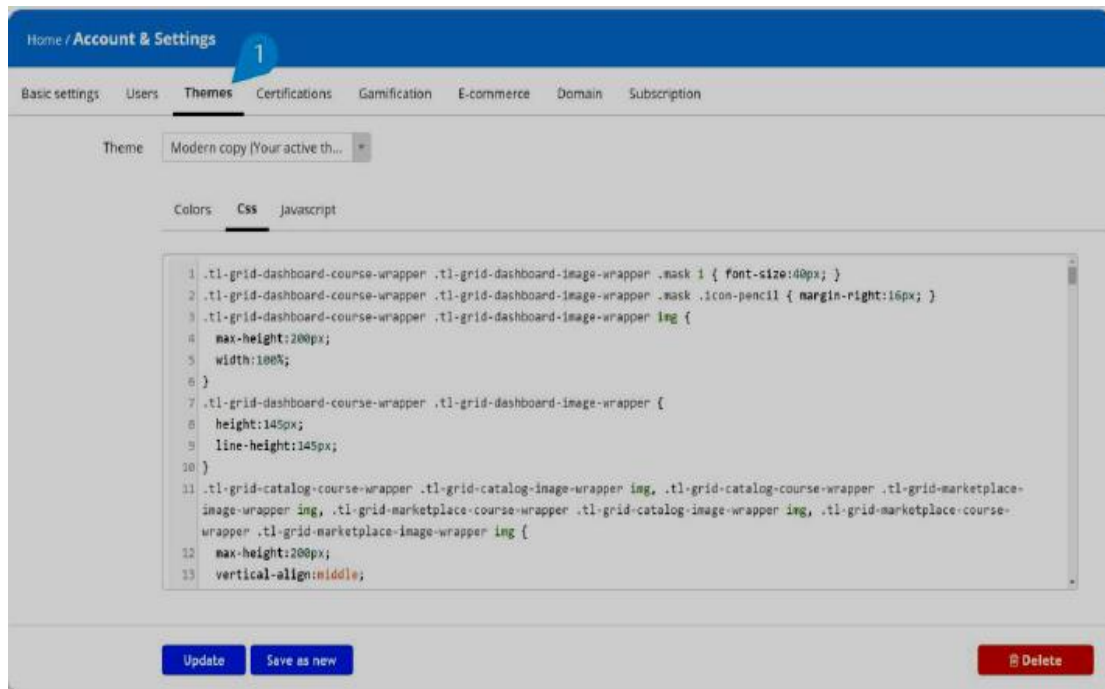 Home / Account & Settings
1
Basic settings Users Themes Certifications Gamification E-commerce Domain Subscription
Theme Modern copy (Your active th...
Colors Css Javascript
1 .tl-grid-dashboard-course-wrapper .tl-grid-dashboard-image-wrapper .mask i { font-size:40px; }
2 .tl-grid-dashboard-course-wrapper .tl-grid-dashboard-image-wrapper .mask .icon-pencil { margin-right:16px; }
3 .tl-grid-dashboard-course-wrapper .tl-grid-dashboard-image-wrapper img {
4 max-height:200px;
5 width:100%;
6 }
7 .tl-grid-dashboard-course-wrapper .tl-grid-dashboard-image-wrapper {
8 height:145px;
9 line-height:145px;
10 }
11 .tl-grid-catalog-course-wrapper .tl-grid-catalog-image-wrapper img, .tl-grid-catalog-course-wrapper .tl-grid-marketplace-
image-wrapper img, .tl-grid-marketplace-course-wrapper .tl-grid-catalog-image-wrapper img, .tl-grid-marketplace-course-
wrapper .tl-grid-marketplace-image-wrapper img {
12 max-height:200px;
13 vertical-align:middle;
Update Save as new Delete